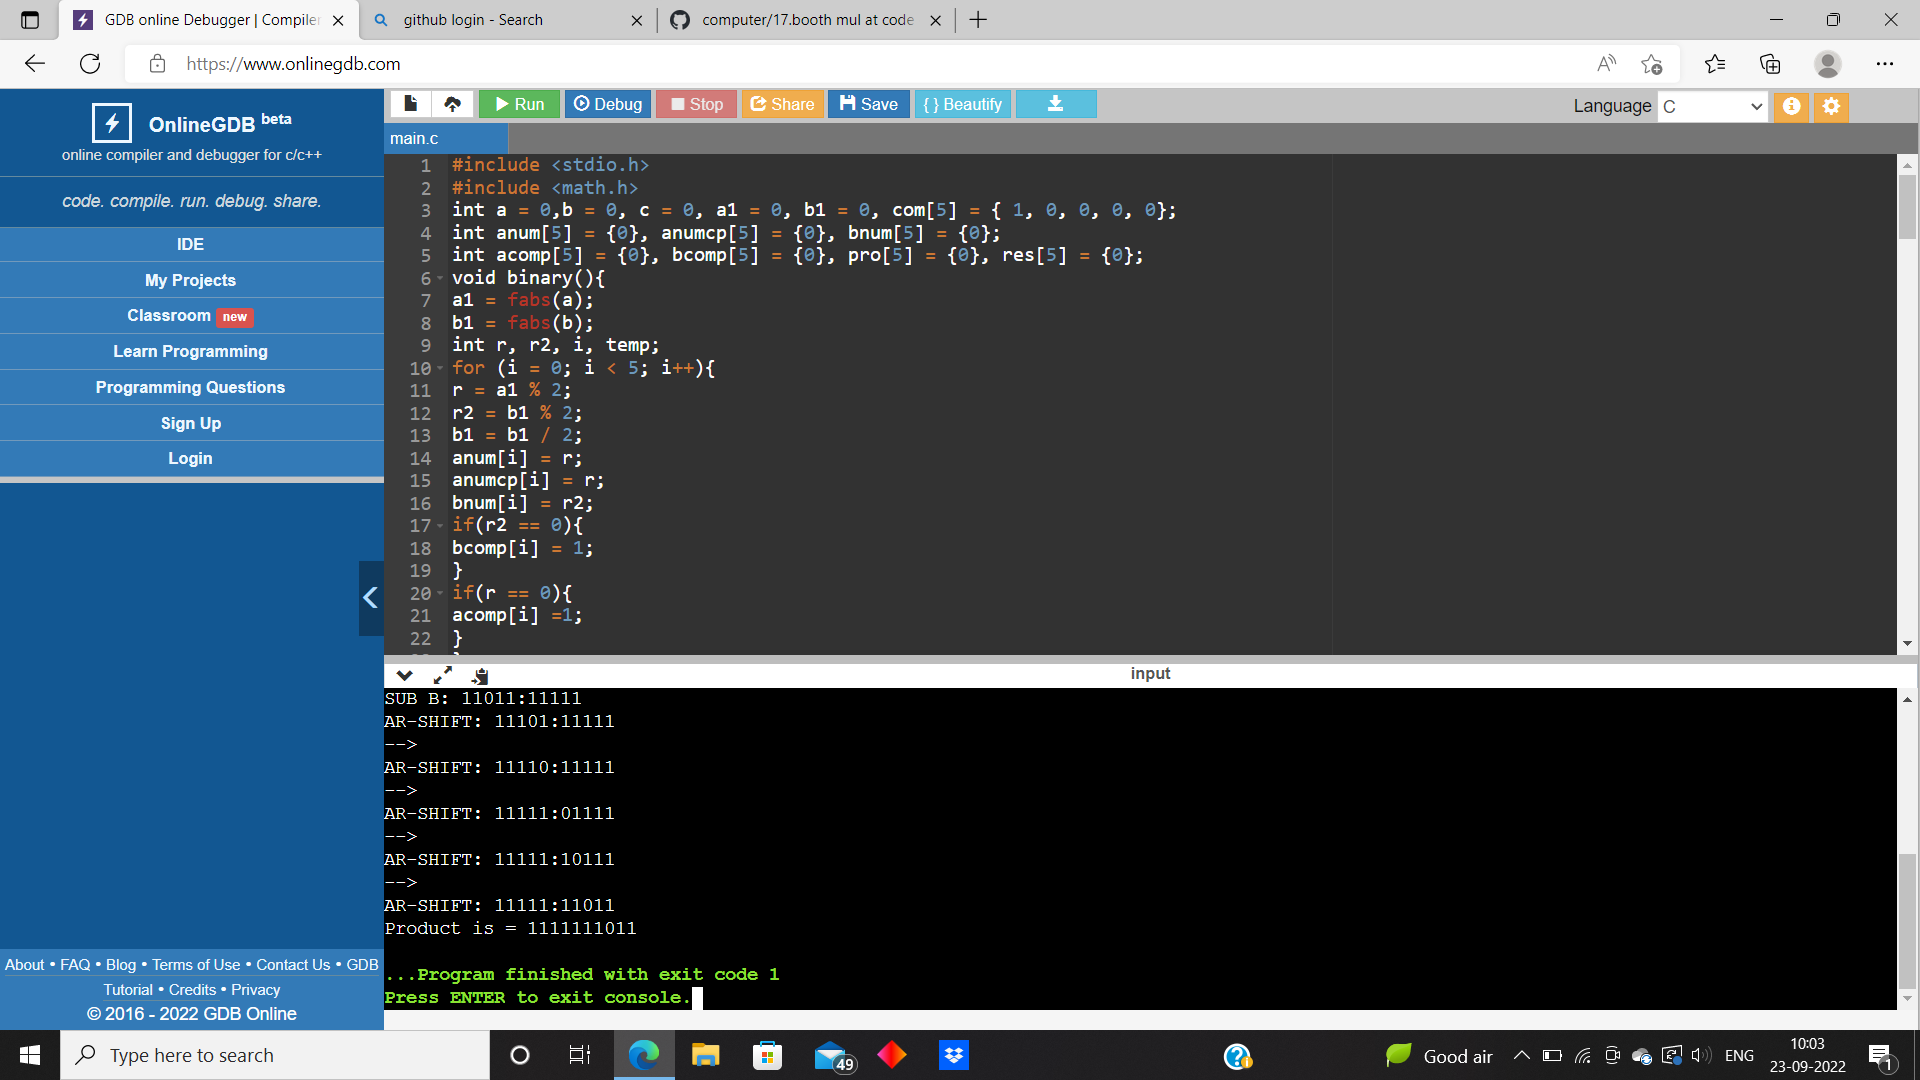 GDB online Debugger | Compiler
github login - Search
computer/17.booth mul at code
https://www.onlinegdb.com
OnlineGDB beta
online compiler and debugger for c/c++
code. compile. run. debug. share.
IDE
My Projects
Classroom new
Learn Programming
Programming Questions
Sign Up
Login
About • FAQ • Blog • Terms of Use • Contact Us • GDB
Tutorial • Credits • Privacy
© 2016 - 2022 GDB Online
Run Debug Stop Share Save {} Beautify
Language C
main.c
1 #include <stdio.h>
2 #include <math.h>
3 int a = 0,b = 0, c = 0, a1 = 0, b1 = 0, com[5] = { 1, 0, 0, 0, 0};
4 int anum[5] = {0}, anumcp[5] = {0}, bnum[5] = {0};
5 int acomp[5] = {0}, bcomp[5] = {0}, pro[5] = {0}, res[5] = {0};
6 void binary(){
7 a1 = fabs(a);
8 b1 = fabs(b);
9 int r, r2, i, temp;
10 for (i = 0; i < 5; i++){
11 r = a1 % 2;
12 r2 = b1 % 2;
13 b1 = b1 / 2;
14 anum[i] = r;
15 anumcp[i] = r;
16 bnum[i] = r2;
17 if(r2 == 0){
18 bcomp[i] = 1;
19 }
20 if(r == 0){
21 acomp[i] =1;
22 }
input
SUB B: 11011:11111
AR-SHIFT: 11101:11111
-->
AR-SHIFT: 11110:11111
-->
AR-SHIFT: 11111:01111
-->
AR-SHIFT: 11111:10111
-->
AR-SHIFT: 11111:11011
Product is = 1111111011
...Program finished with exit code 1
Press ENTER to exit console.
Type here to search
49
Good air
ENG
10:03
23-09-2022
1